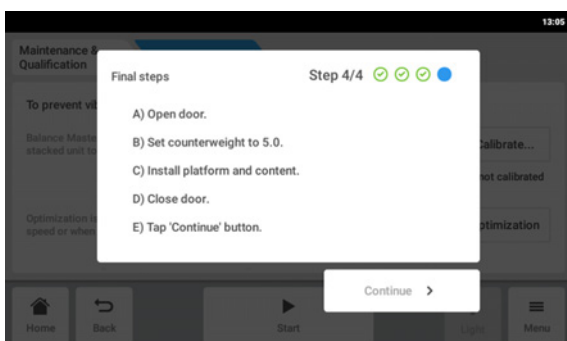 13:05
Maintenance &
Qualification
Final steps
Step 4/4
To prevent vib
A) Open door.
Balance Maste
stacked unit to
B) Set counterweight to 5.0.
Calibrate...
C) Install platform and content.
not calibrated
D) Close door.
Optimization is
speed or when
E) Tap 'Continue' button.
ptimization
Continue
Home
Back
Start
Light
Menu